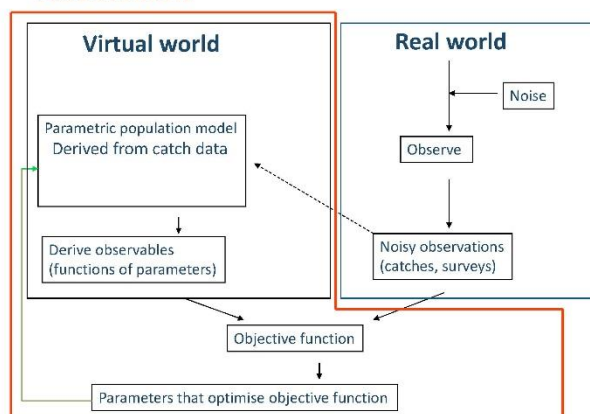 Virtual world
Real world
Noise
Parametric population model
Derived from catch data
Observe
Derive observables
(functions of parameters)
Noisy observations
(catches, surveys)
Objective function
Parameters that optimise objective function